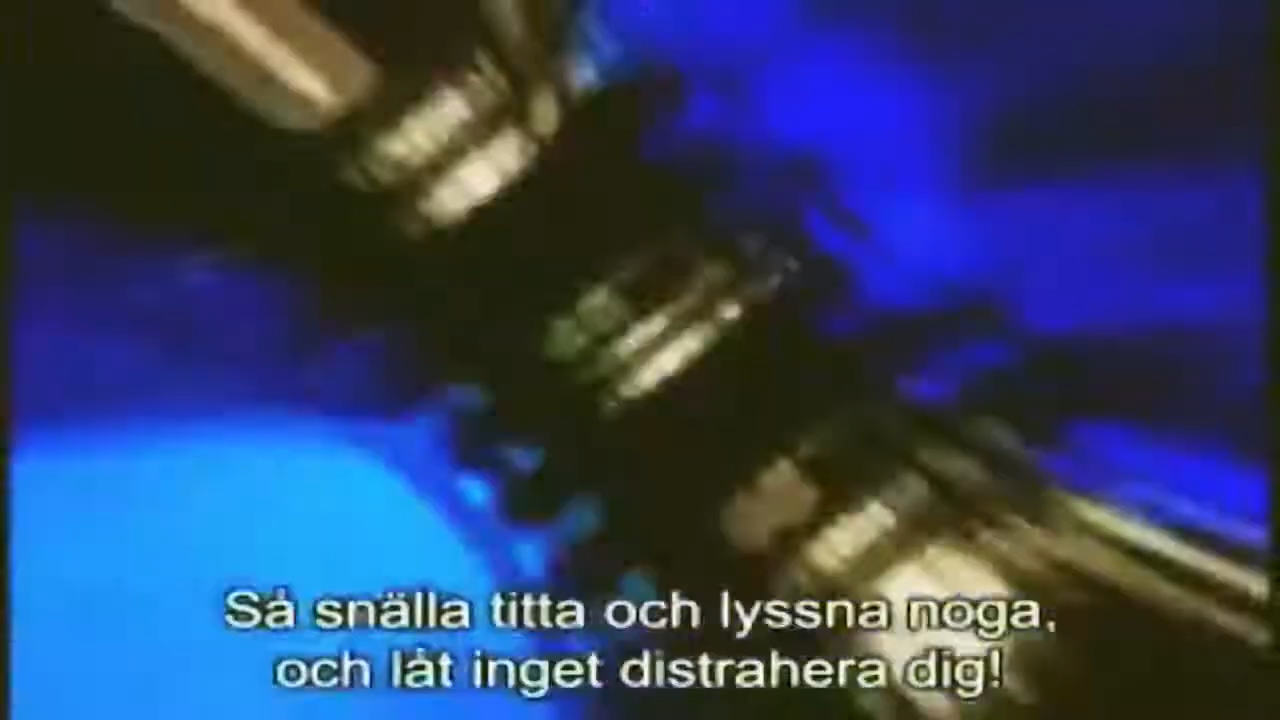 Så snälla titta och lyssna noga,
och låt inget distrahera dig!